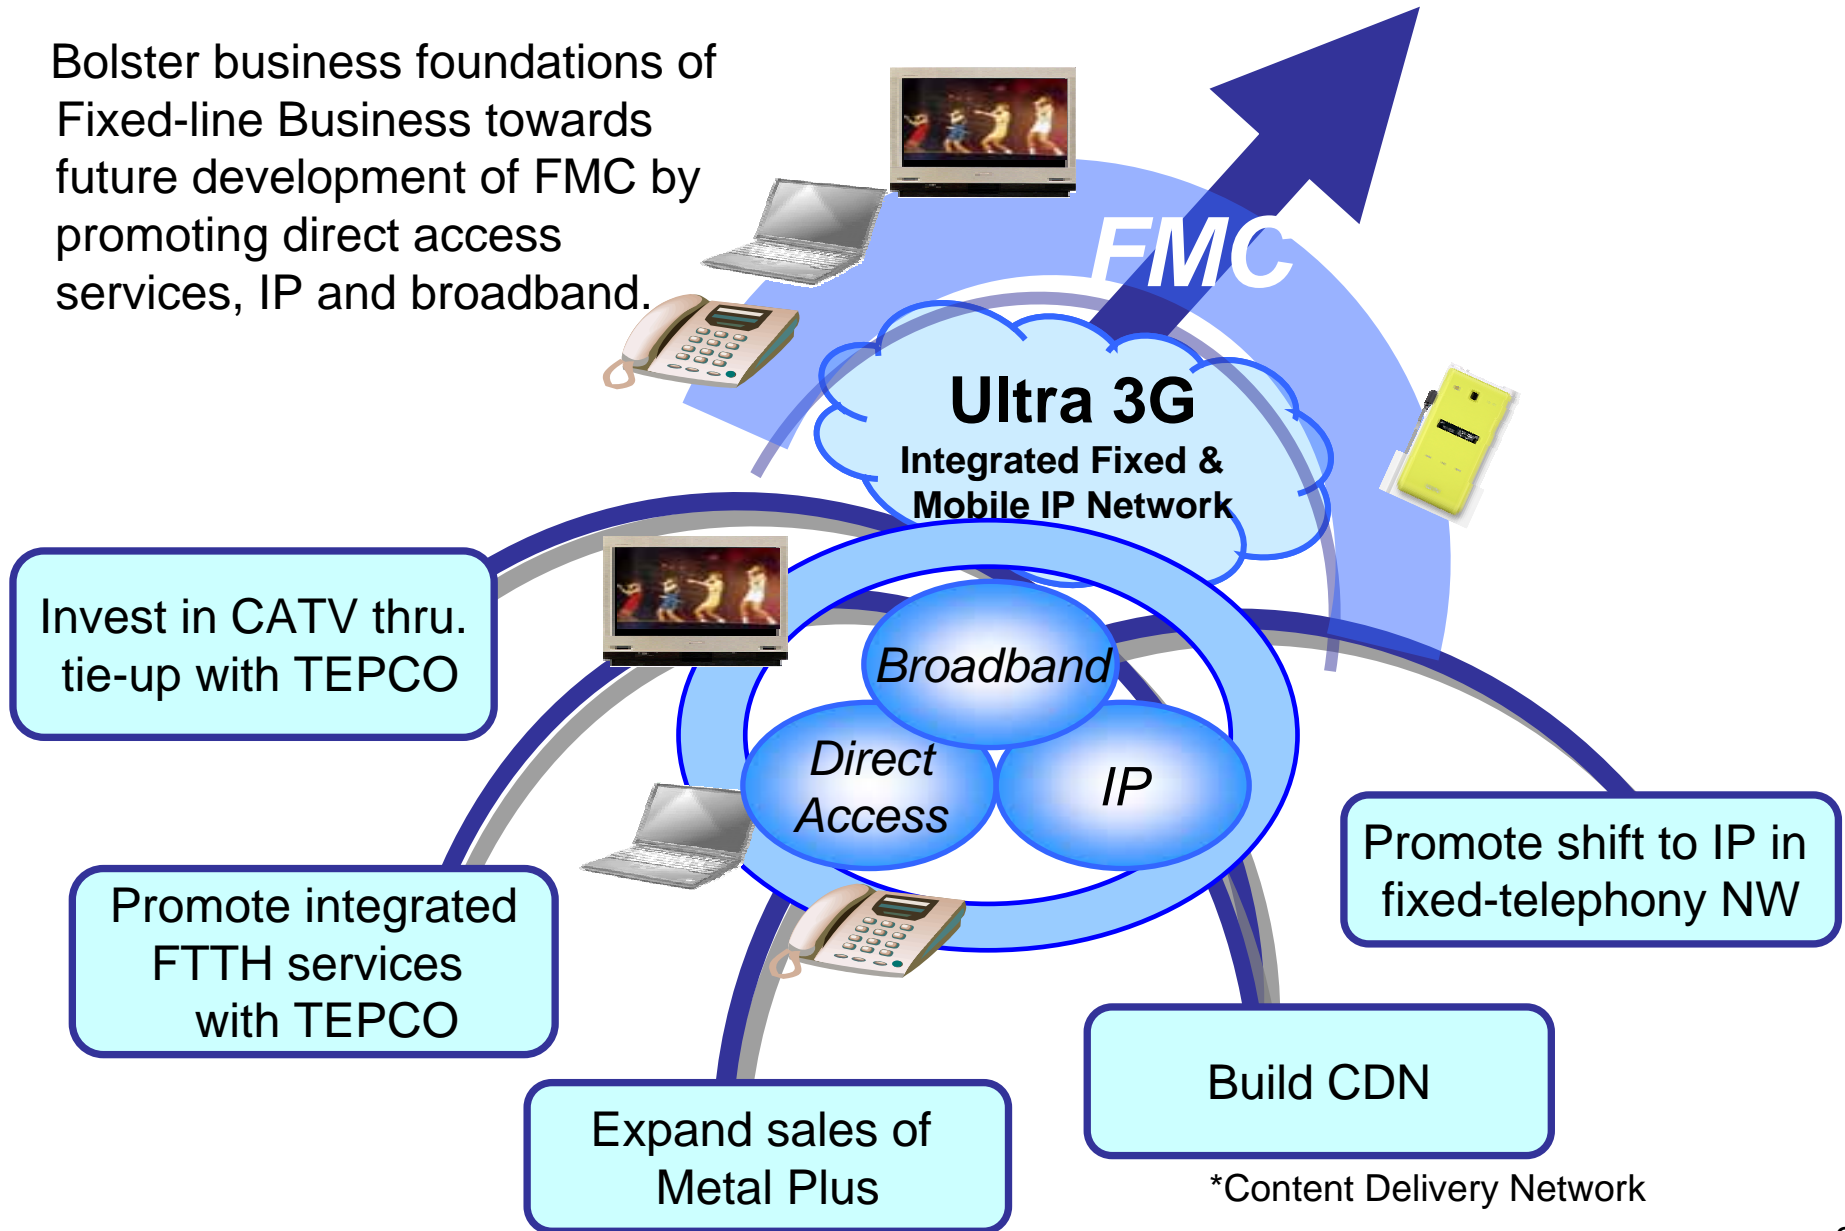 Bolster business foundations of
Fixed-line Business towards
future development of FMC by
promoting direct access
services, IP and broadband.
FMC
Ultra 3G
Integrated Fixed &
Mobile IP Network
Invest in CATV thru.
tie-up with TEPCO
Broadband
Direct
Access
IP
Promote shift to IP in
fixed-telephony NW
Promote integrated
FTTH services
with TEPCO
Build CDN
Expand sales of
Metal Plus
*Content Delivery Network